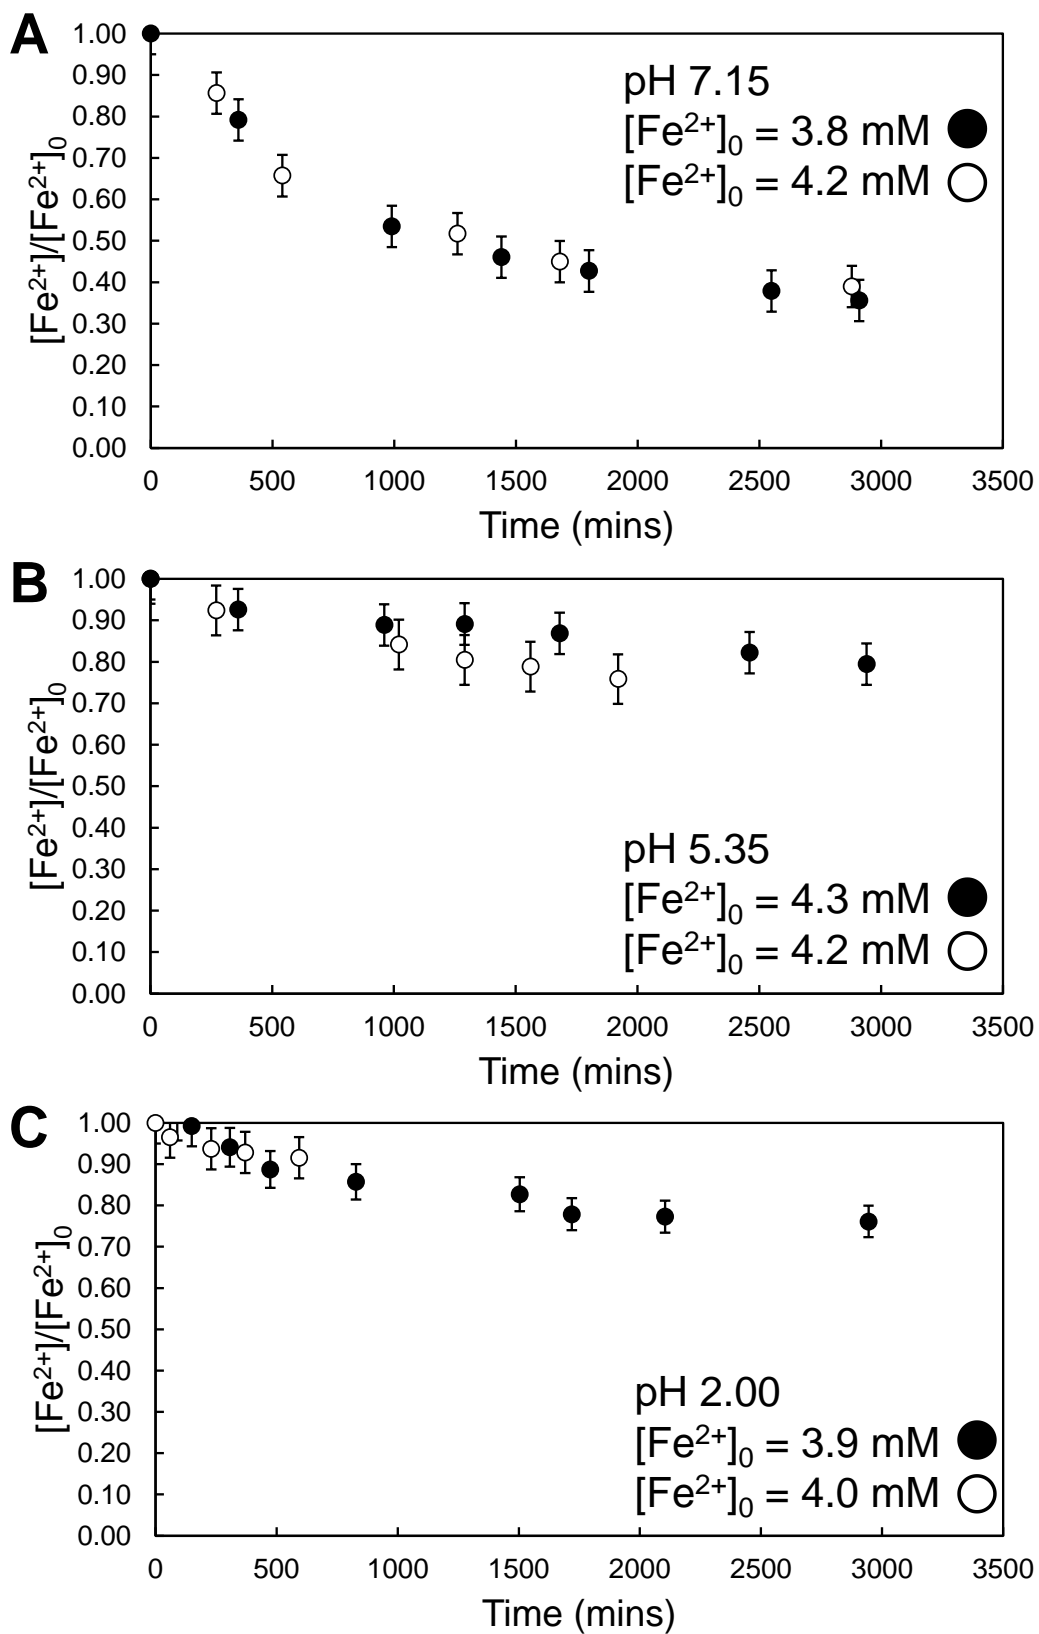 A
1.00
0.90
0.80
0.70
0.60
0.50
0.40
0.30
0.20
0.10
0.00
[Fe²⁺]/[Fe²⁺]₀
pH 7.15
[Fe²⁺]₀ = 3.8 mM
[Fe²⁺]₀ = 4.2 mM
0 500 1000 1500 2000 2500 3000 3500
Time (mins)
B
1.00
0.90
0.80
0.70
0.60
0.50
0.40
0.30
0.20
0.10
0.00
[Fe²⁺]/[Fe²⁺]₀
pH 5.35
[Fe²⁺]₀ = 4.3 mM
[Fe²⁺]₀ = 4.2 mM
0 500 1000 1500 2000 2500 3000 3500
Time (mins)
C
1.00
0.90
0.80
0.70
0.60
0.50
0.40
0.30
0.20
0.10
0.00
[Fe²⁺]/[Fe²⁺]₀
pH 2.00
[Fe²⁺]₀ = 3.9 mM
[Fe²⁺]₀ = 4.0 mM
0 500 1000 1500 2000 2500 3000 3500
Time (mins)